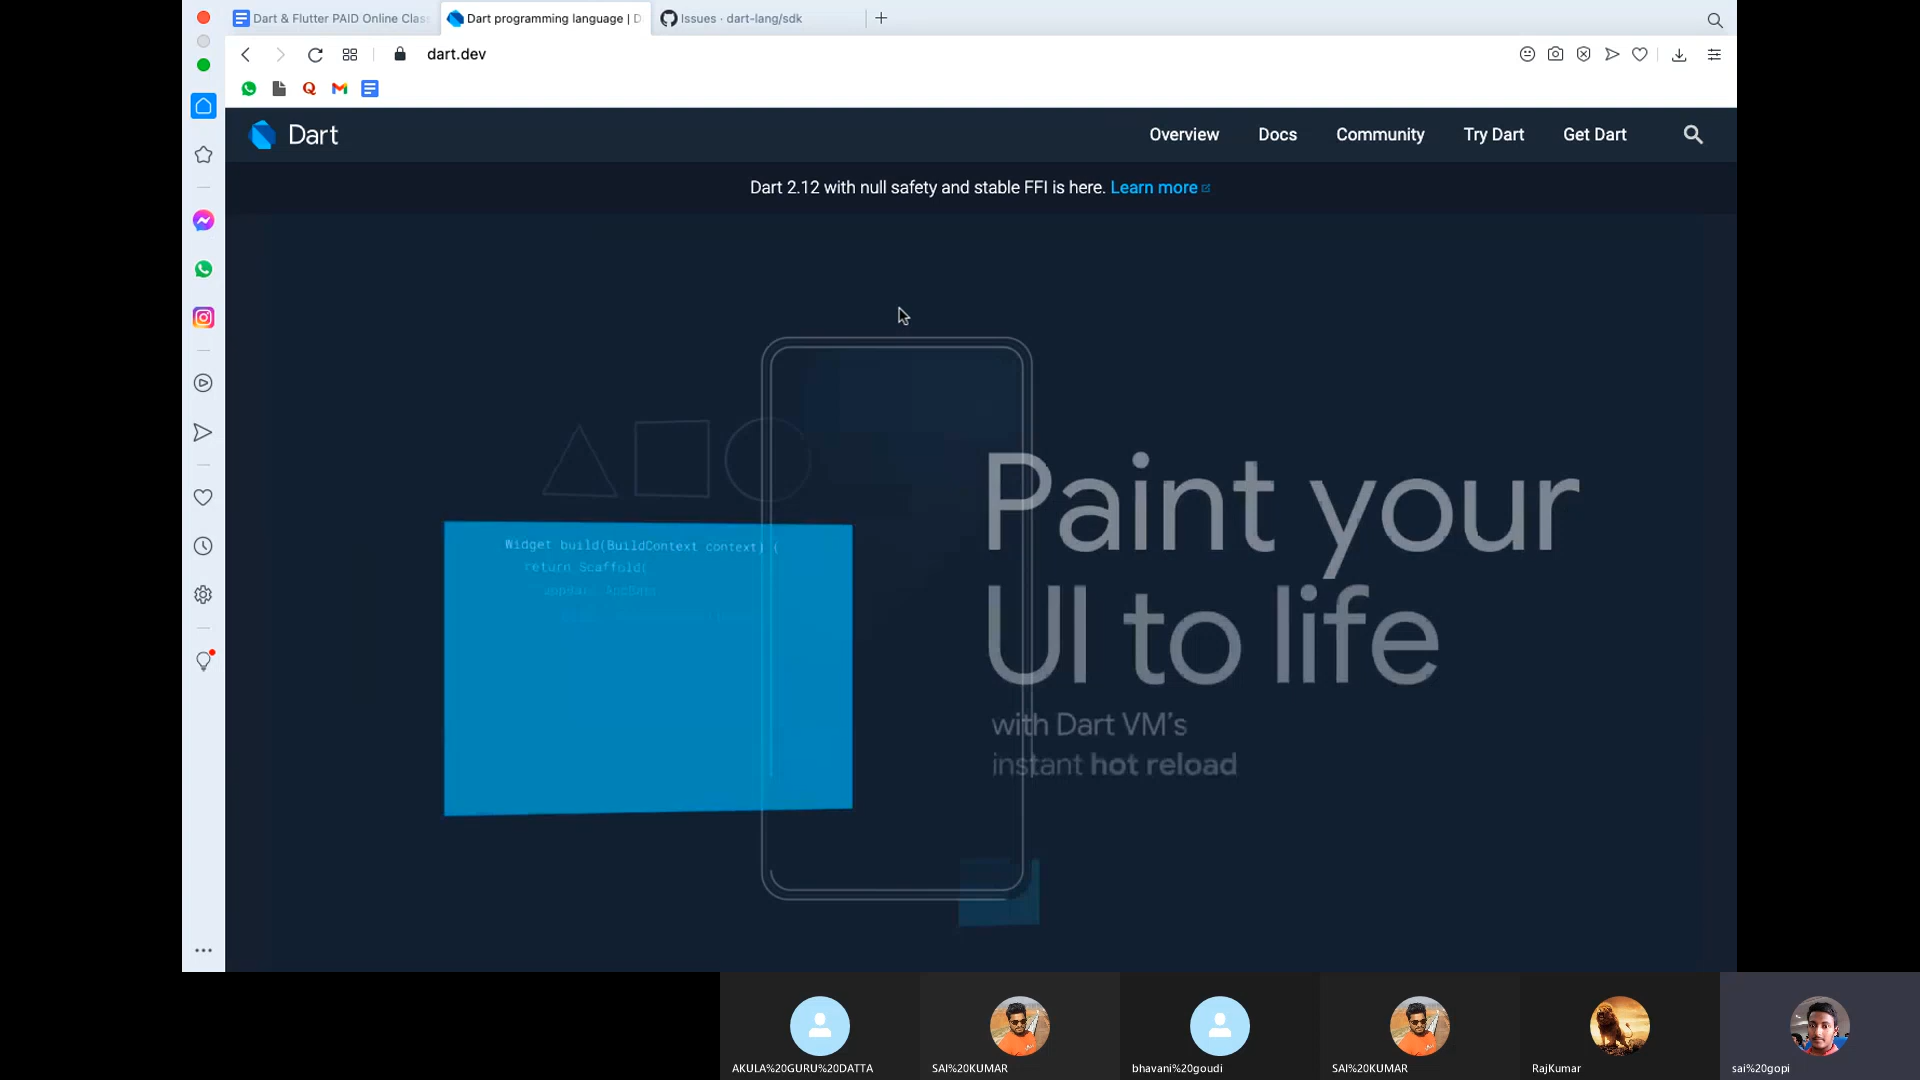 Dart & Flutter PAID Online Clas
Dart programming language | D
Issues · dart-lang/sdk
dart.dev
Dart
Overview
Docs
Community
Try Dart
Get Dart
Dart 2.12 with null safety and stable FFI is here. Learn more
Widget build(BuildContext context) {
return Scaffold(
Paint your
UI to life
with Dart VM's
instant hot reload
AKULA%20GURU%20DATTA
SAI%20KUMAR
bhavani%20goudi
SAI%20KUMAR
RajKumar
sai%20gopi